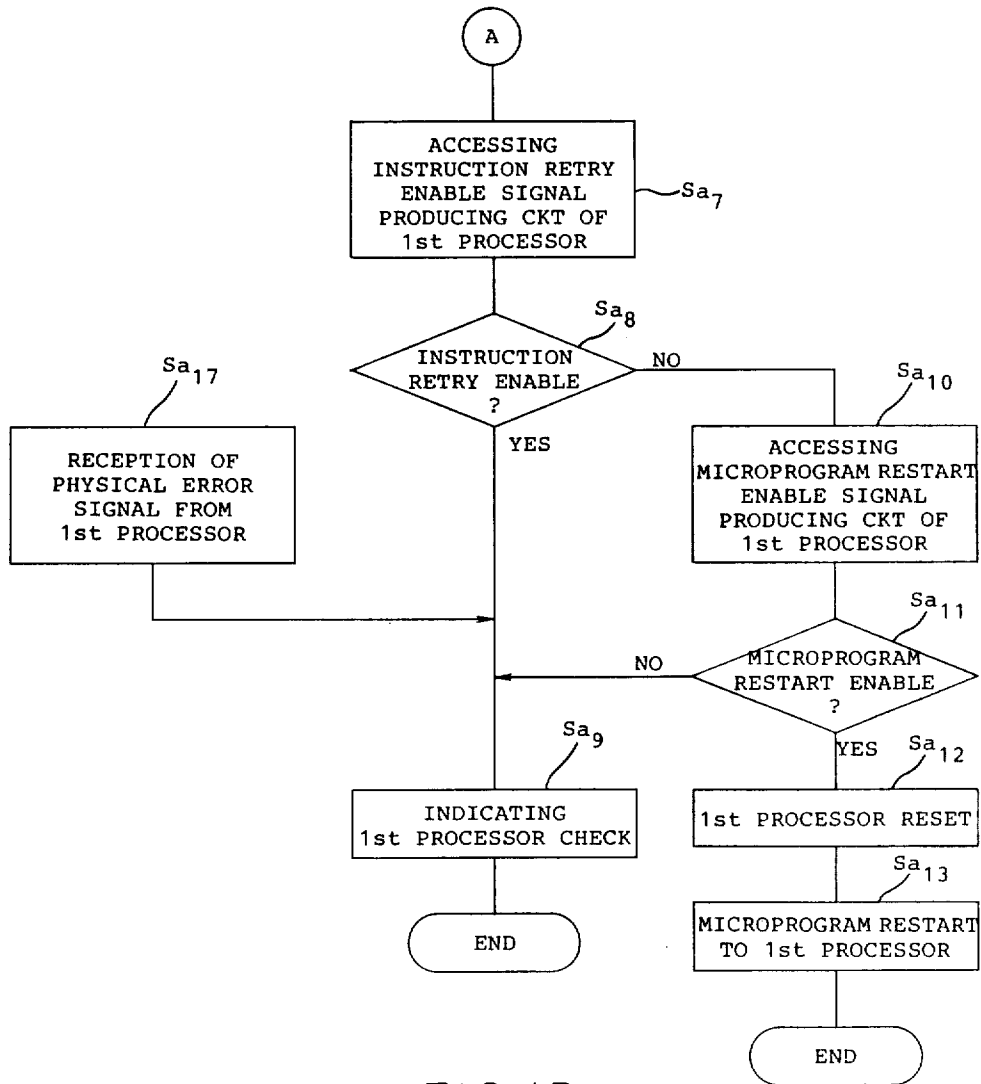 A
ACCESSING
INSTRUCTION RETRY
ENABLE SIGNAL
PRODUCING CKT OF
1st PROCESSOR
Sa7
Sa8
INSTRUCTION
RETRY ENABLE
?
NO
YES
Sa17
RECEPTION OF
PHYSICAL ERROR
SIGNAL FROM
1st PROCESSOR
Sa10
ACCESSING
MICROPROGRAM RESTART
ENABLE SIGNAL
PRODUCING CKT OF
1st PROCESSOR
Sa11
MICROPROGRAM
RESTART ENABLE
?
NO
YES
Sa9
INDICATING
1st PROCESSOR CHECK
END
Sa12
1st PROCESSOR RESET
Sa13
MICROPROGRAM RESTART
TO 1st PROCESSOR
END